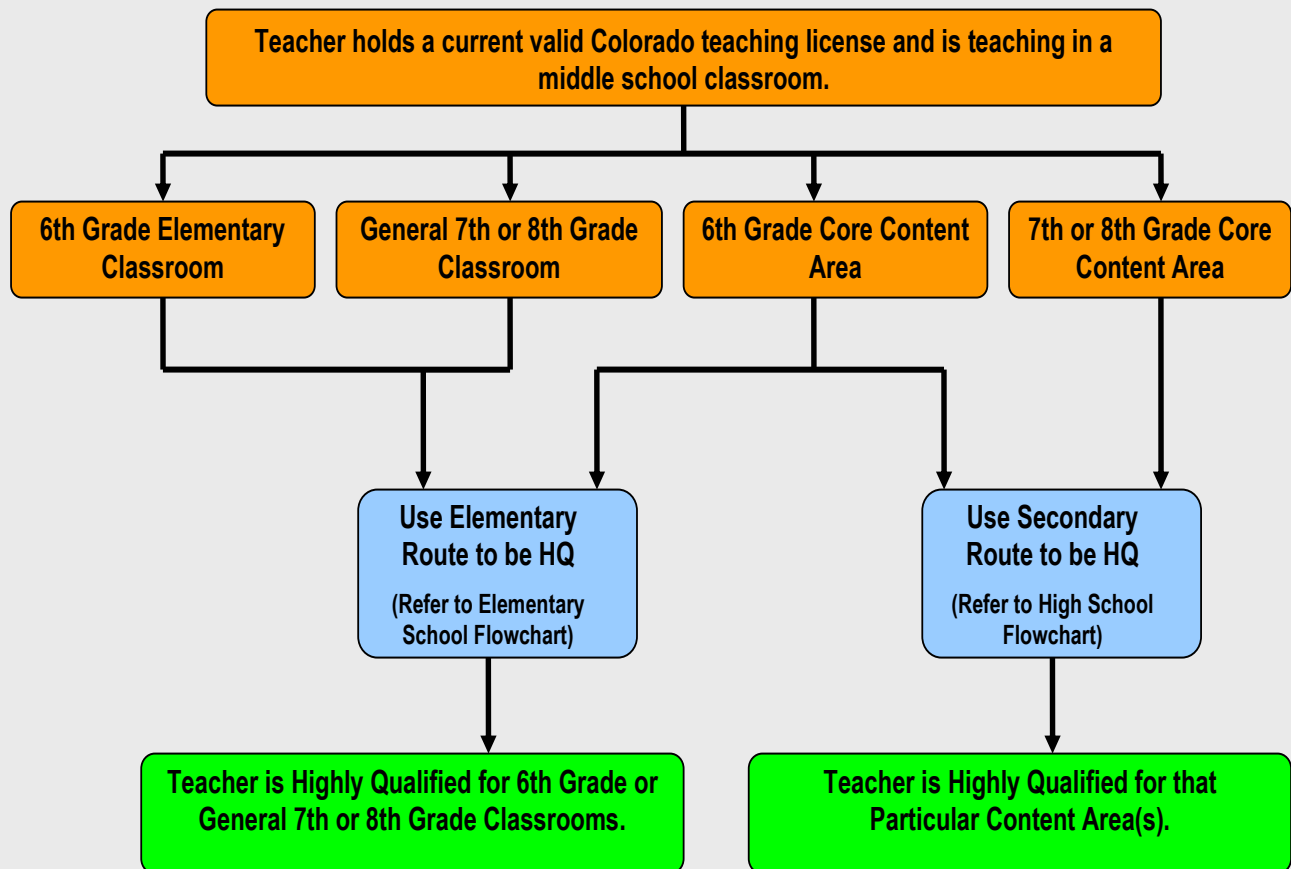 Teacher holds a current valid Colorado teaching license and is teaching in a
middle school classroom.
6th Grade Elementary
Classroom
General 7th or 8th Grade
Classroom
6th Grade Core Content
Area
7th or 8th Grade Core
Content Area
Use Elementary
Route to be HQ
(Refer to Elementary
School Flowchart)
Use Secondary
Route to be HQ
(Refer to High School
Flowchart)
Teacher is Highly Qualified for 6th Grade or
General 7th or 8th Grade Classrooms.
Teacher is Highly Qualified for that
Particular Content Area(s).